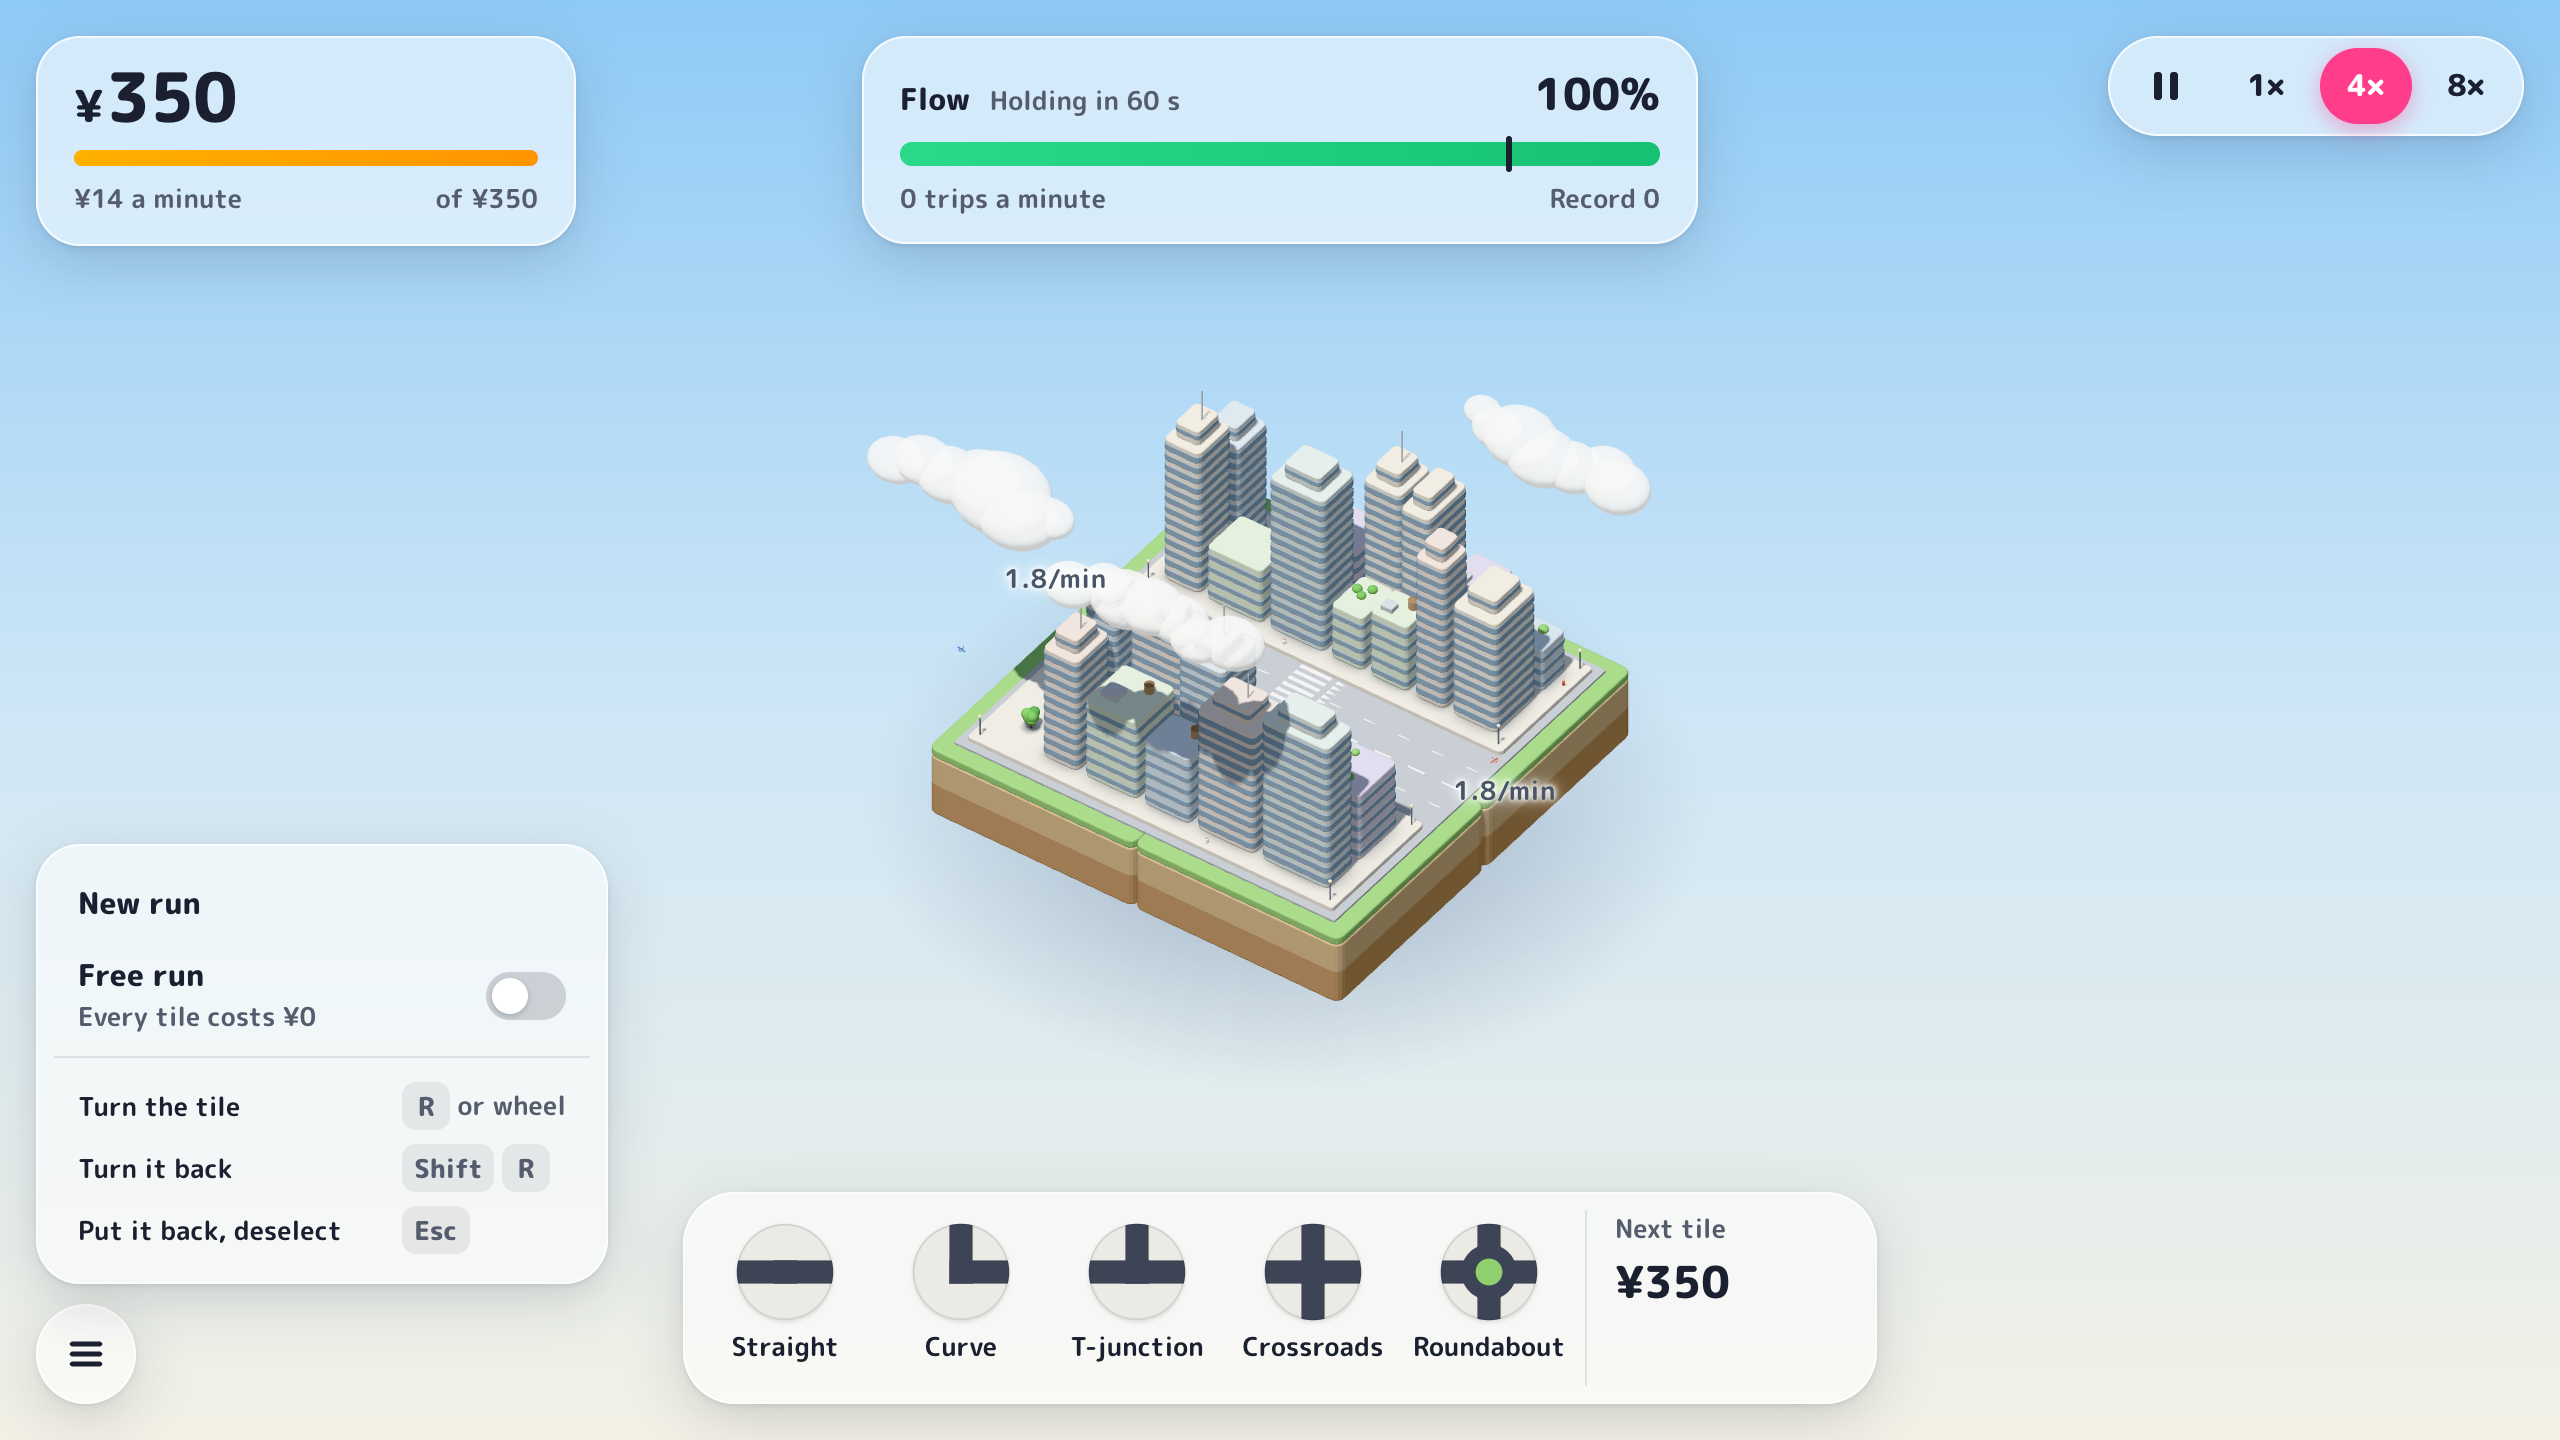 ¥350
¥14 a minute
of ¥350
Flow Holding in 60 s
100%
0 trips a minute
Record 0
1×
4×
8×
1.8/min
1.8/min
New run
Free run
Every tile costs ¥0
Turn the tile
R or wheel
Turn it back
Shift R
Put it back, deselect
Esc
Straight
Curve
T-junction
Crossroads
Roundabout
Next tile
¥350